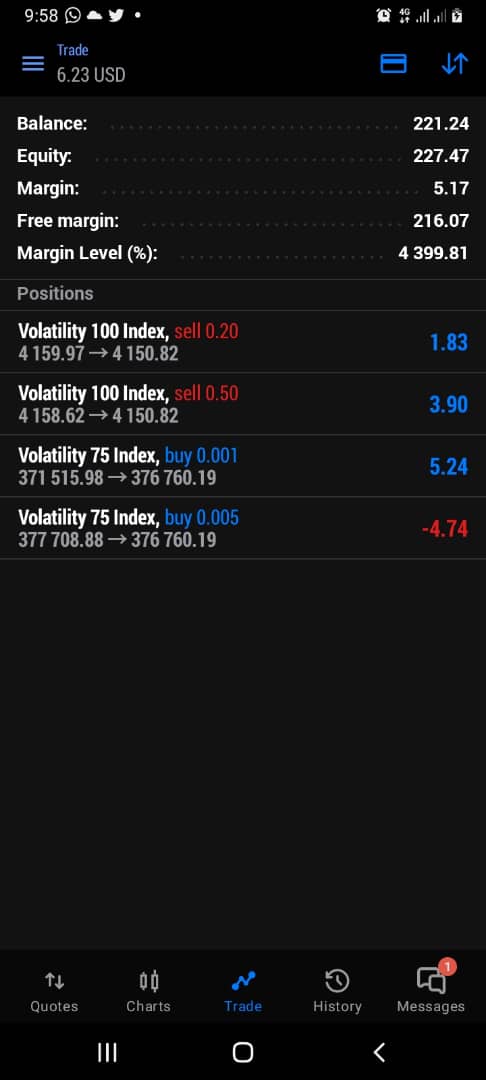 9:58
4G
Trade
6.23 USD
Balance: 221.24
Equity: 227.47
Margin: 5.17
Free margin: 216.07
Margin Level (%): 4 399.81
Positions
Volatility 100 Index, sell 0.20
4 159.97 → 4 150.82
1.83
Volatility 100 Index, sell 0.50
4 158.62 → 4 150.82
3.90
Volatility 75 Index, buy 0.001
371 515.98 → 376 760.19
5.24
Volatility 75 Index, buy 0.005
377 708.88 → 376 760.19
-4.74
1
Quotes Charts Trade History Messages